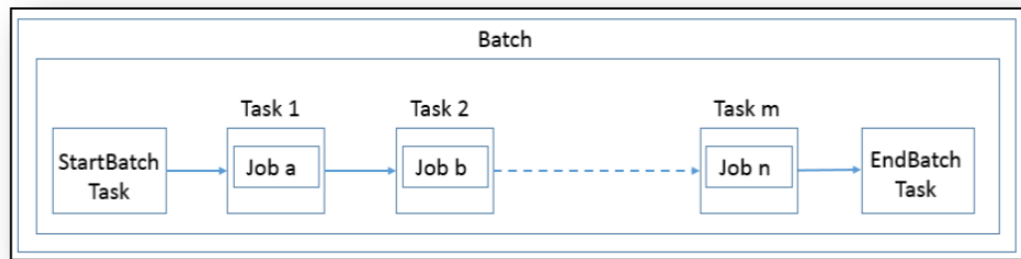 Batch
Task 1
Task 2
Task m
StartBatch
Task
Job a
Job b
Job n
EndBatch
Task